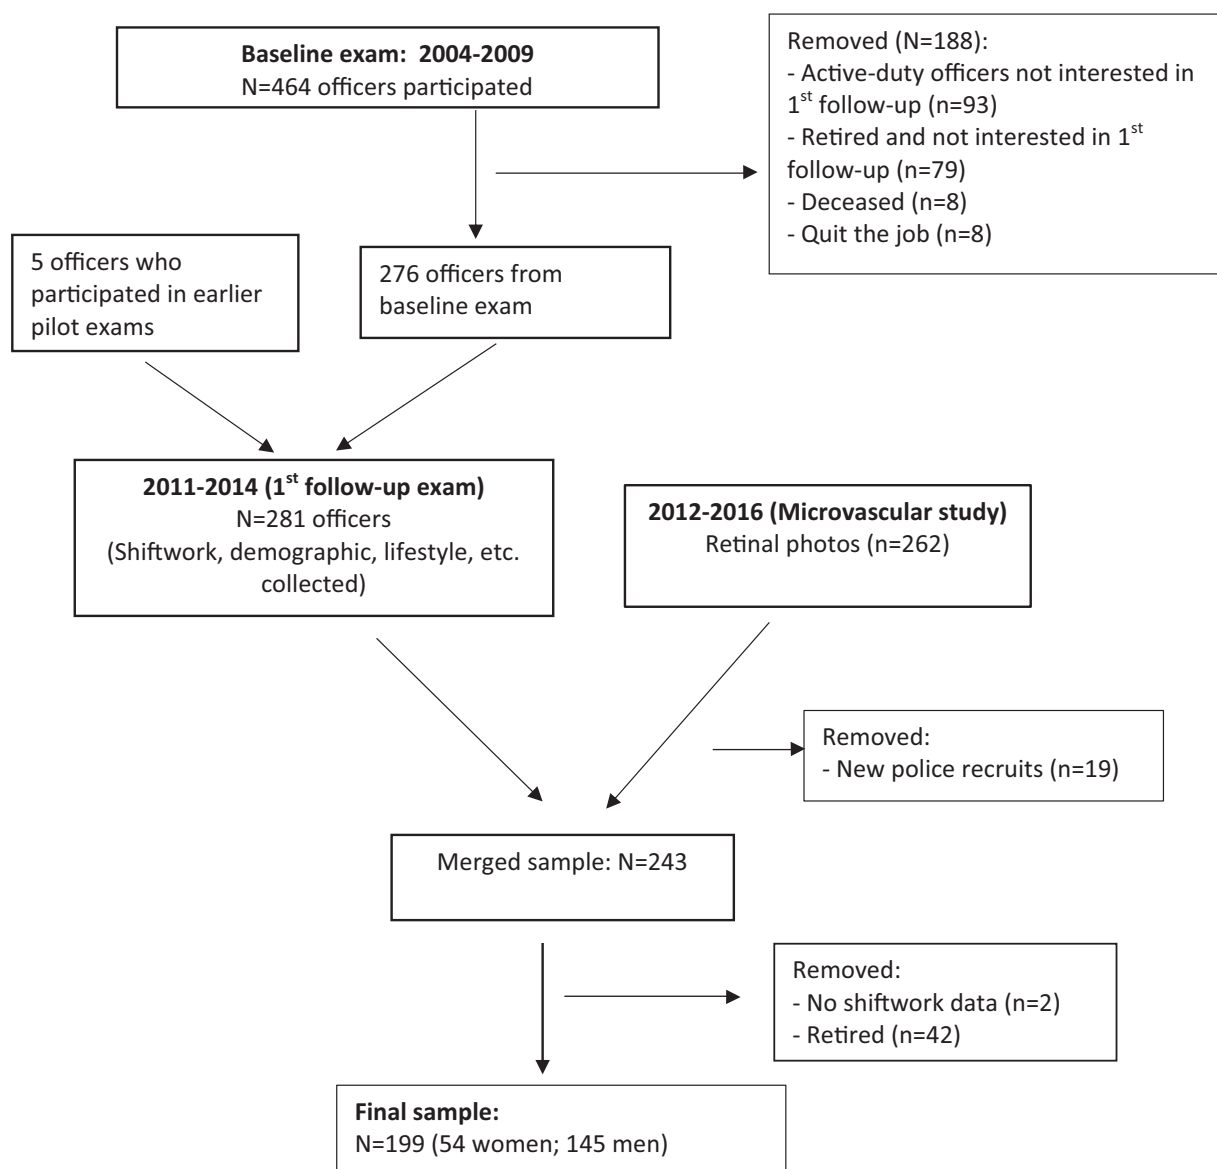 Baseline exam: 2004-2009
N=464 officers participated
Removed (N=188):
- Active-duty officers not interested in
1st follow-up (n=93)
- Retired and not interested in 1st
follow-up (n=79)
- Deceased (n=8)
- Quit the job (n=8)
5 officers who
participated in earlier
pilot exams
276 officers from
baseline exam
2011-2014 (1st follow-up exam)
N=281 officers
(Shiftwork, demographic, lifestyle, etc.
collected)
2012-2016 (Microvascular study)
Retinal photos (n=262)
Removed:
- New police recruits (n=19)
Merged sample: N=243
Removed:
- No shiftwork data (n=2)
- Retired (n=42)
Final sample:
N=199 (54 women; 145 men)